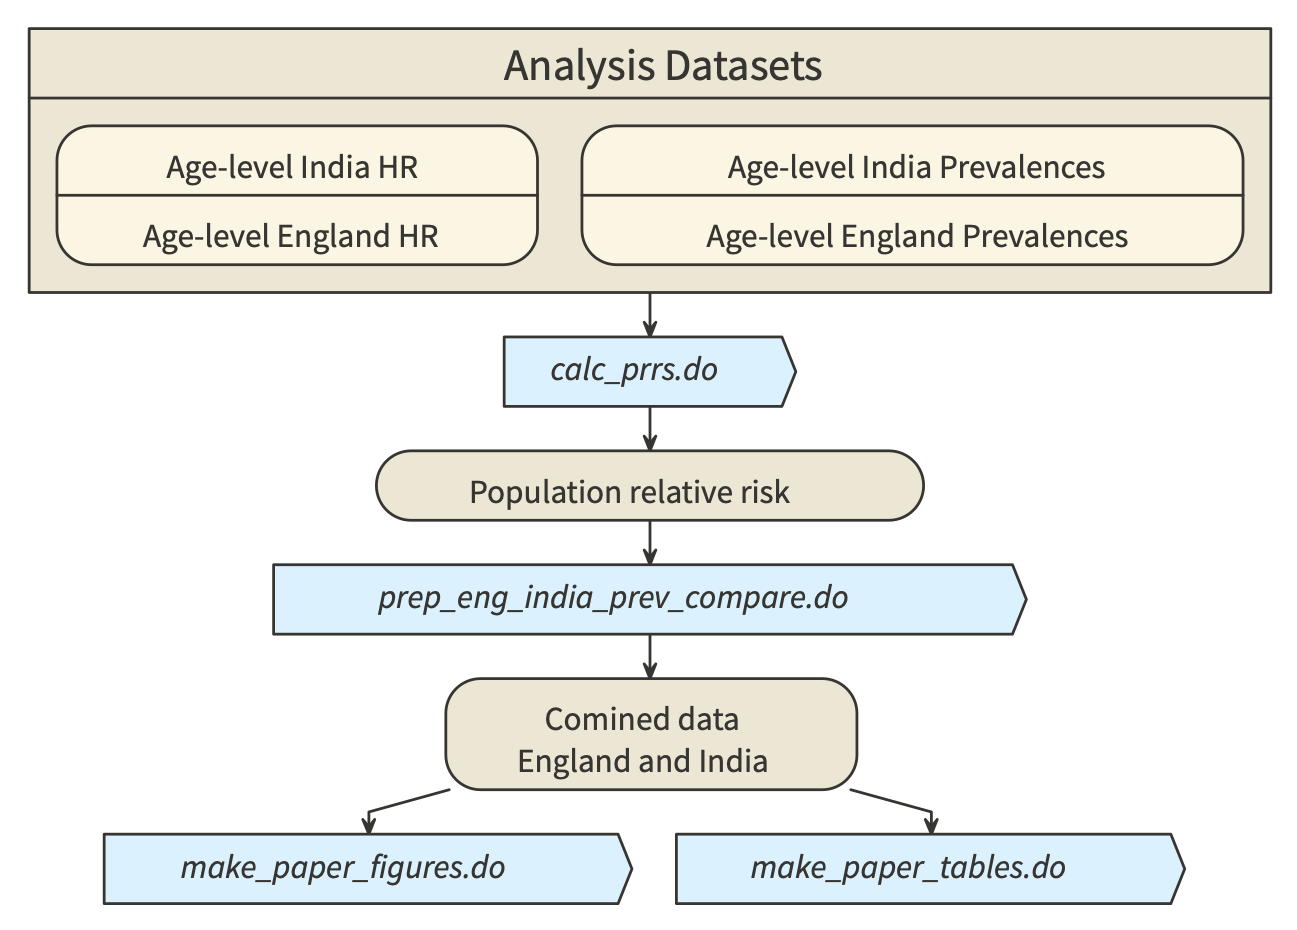 Analysis Datasets
Age-level India HR
Age-level England HR
Age-level India Prevalences
Age-level England Prevalences
calc_prrs.do
Population relative risk
prep_eng_india_prev_compare.do
Comined data
England and India
make_paper_figures.do
make_paper_tables.do